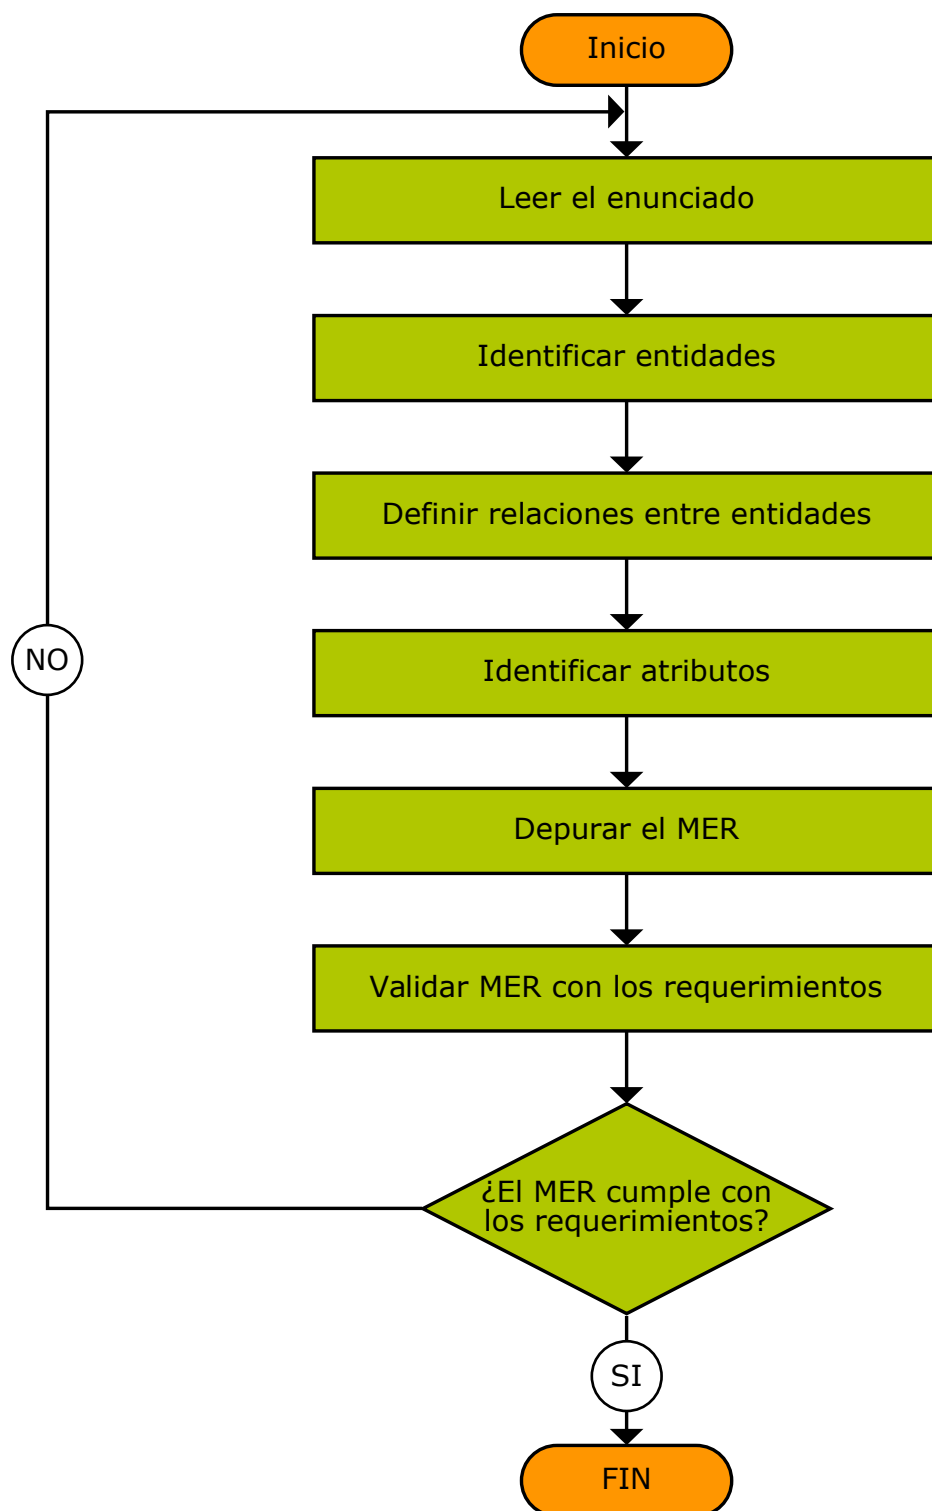 Inicio
Leer el enunciado
Identificar entidades
Definir relaciones entre entidades
Identificar atributos
NO
Depurar el MER
Validar MER con los requerimientos
¿El MER cumple con
los requerimientos?
SI
FIN